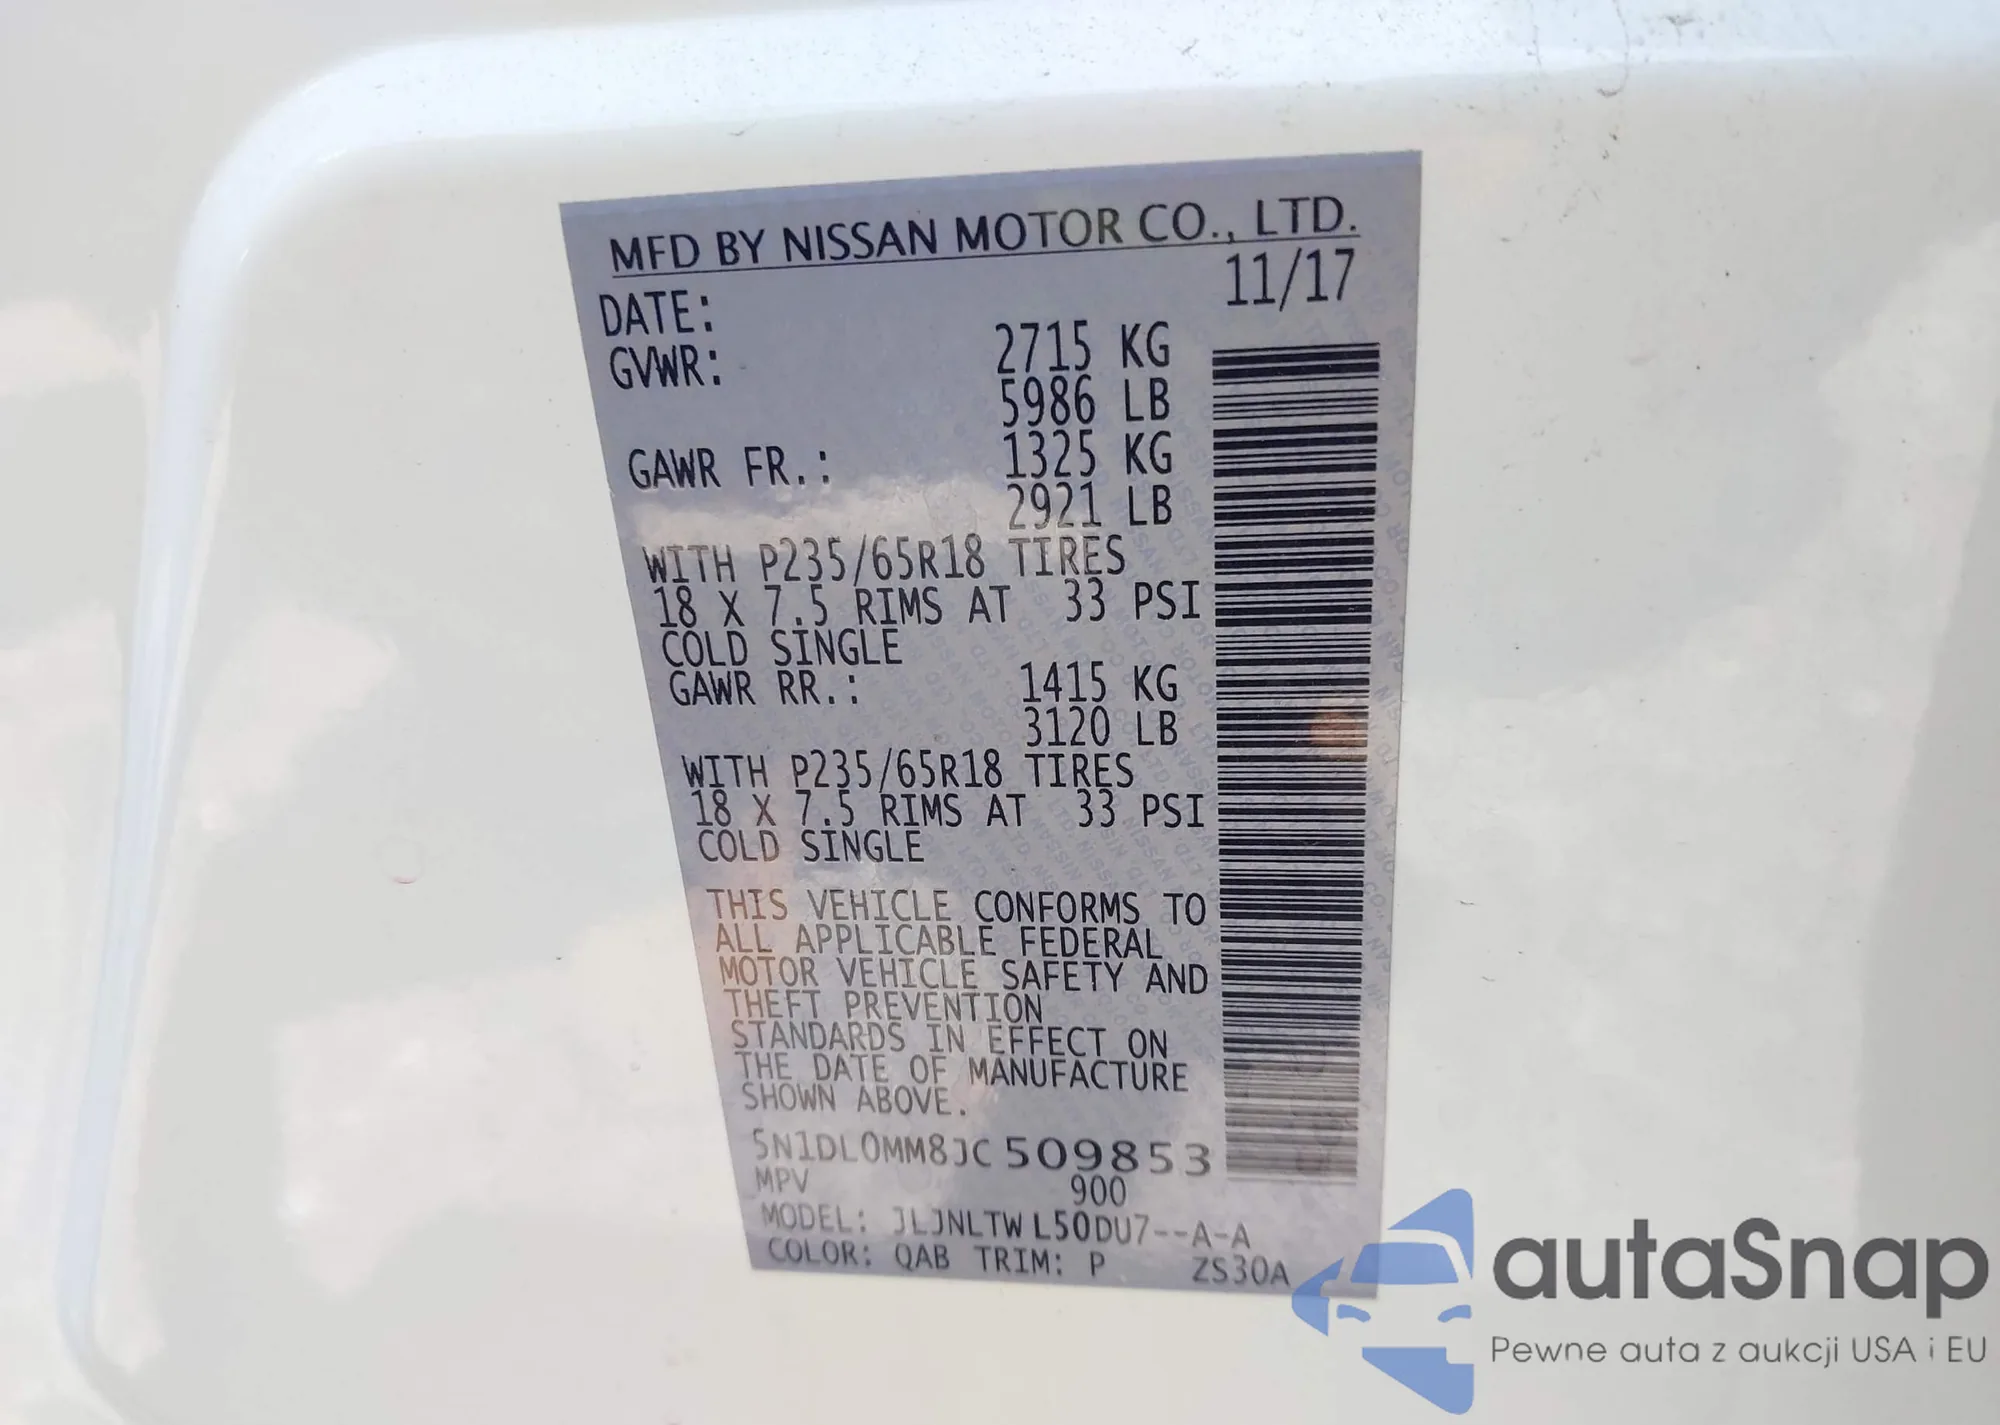 MFD BY NISSAN MOTOR CO., LTD.
DATE: 11/17
GVWR: 2715 KG
5986 LB
GAWR FR.: 1325 KG
2921 LB
WITH P235/65R18 TIRES
18 X 7.5 RIMS AT 33 PSI
COLD SINGLE
GAWR RR.: 1415 KG
3120 LB
WITH P235/65R18 TIRES
18 X 7.5 RIMS AT 33 PSI
COLD SINGLE
THIS VEHICLE CONFORMS TO
ALL APPLICABLE FEDERAL
MOTOR VEHICLE SAFETY AND
THEFT PREVENTION
STANDARDS IN EFFECT ON
THE DATE OF MANUFACTURE
SHOWN ABOVE.
5N1DL0MM8JC509853
MPV 900
MODEL: JLJNLTWL50DU7--A-A
COLOR: QAB TRIM: P ZS30A
autaSnap
Pewne auta z aukcji USA i EU